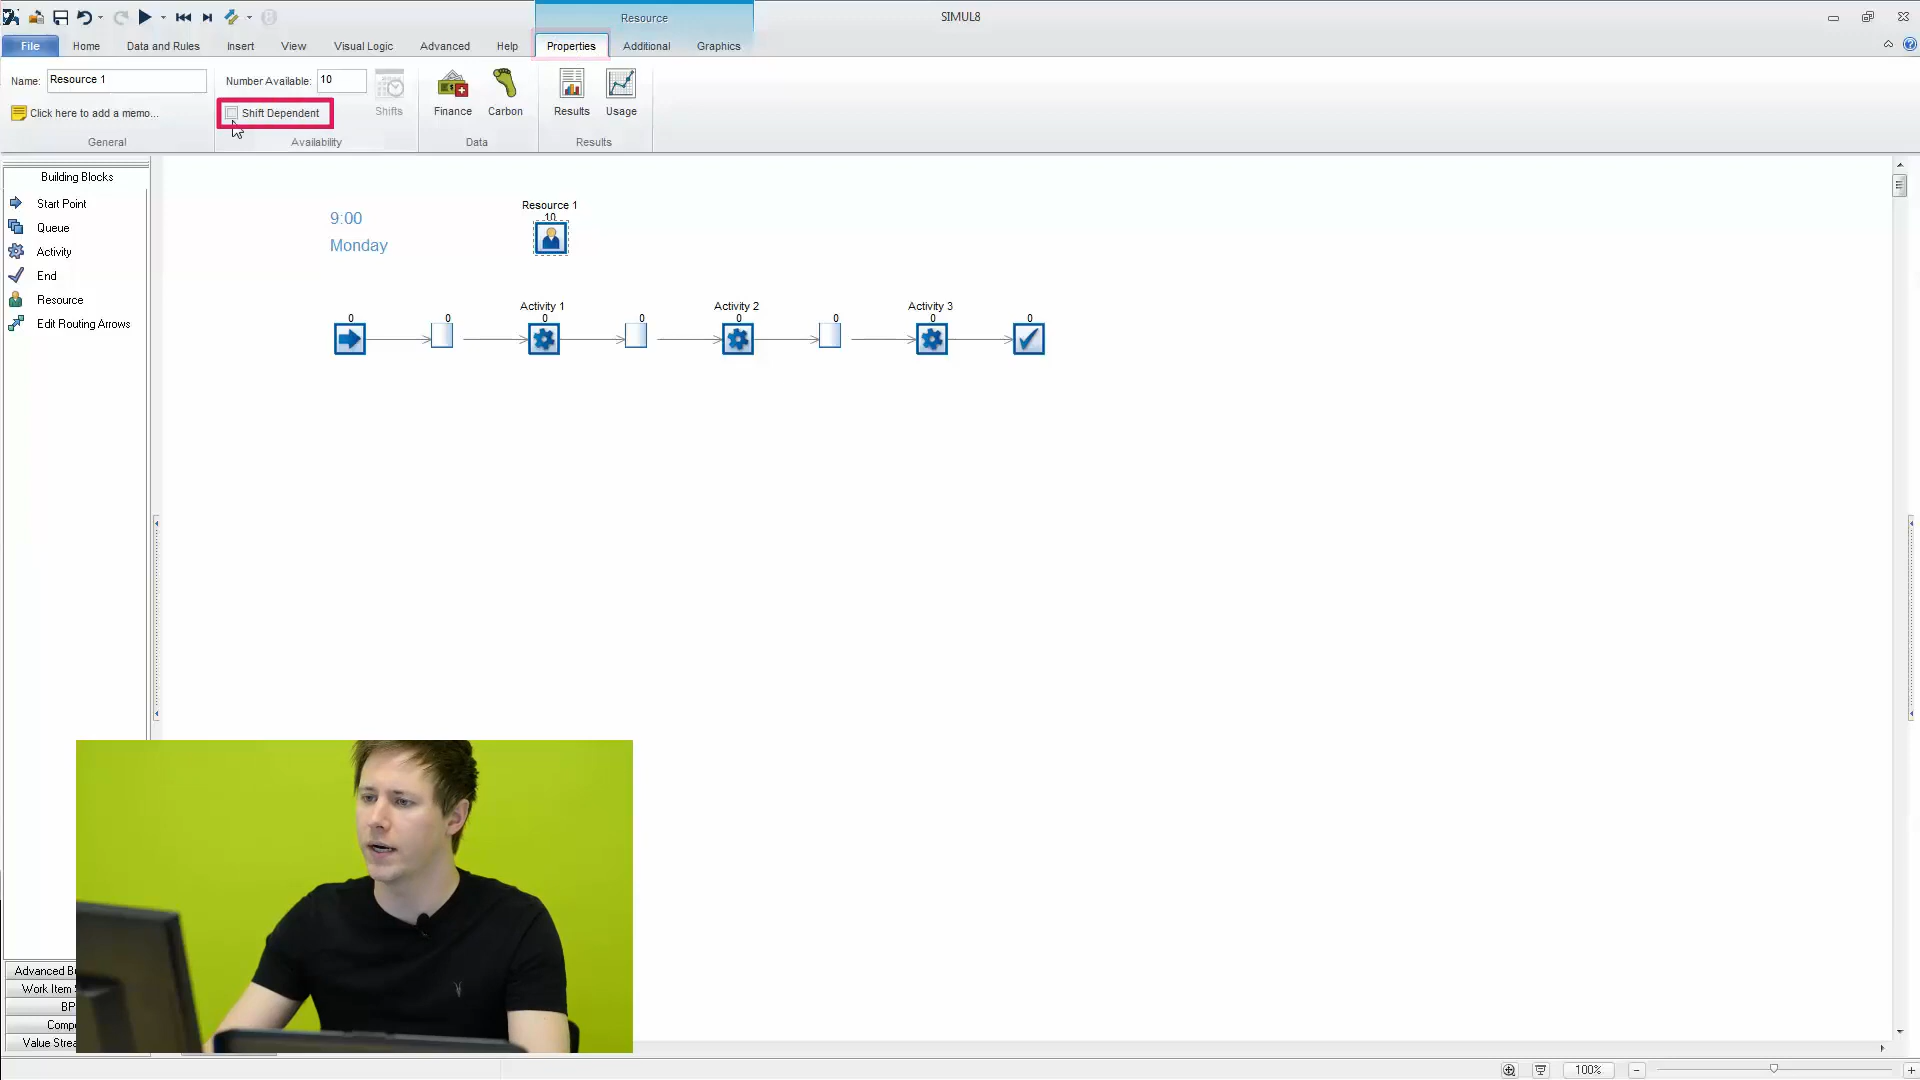 Resource
SIMUL8
File
Home
Data and Rules
Insert
View
Visual Logic
Advanced
Help
Properties
Additional
Graphics
Name:
Resource 1
Number Available:
10
Click here to add a memo...
Shift Dependent
Shifts
Finance
Carbon
Results
Usage
General
Availability
Data
Results
Building Blocks
Start Point
Queue
Activity
End
Resource
Edit Routing Arrows
9:00
Monday
Resource 1
10
Activity 1
Activity 2
Activity 3
0
0
0
0
0
0
0
0
Advanced B
Work Item
BP
Comp
Value Stre
100%